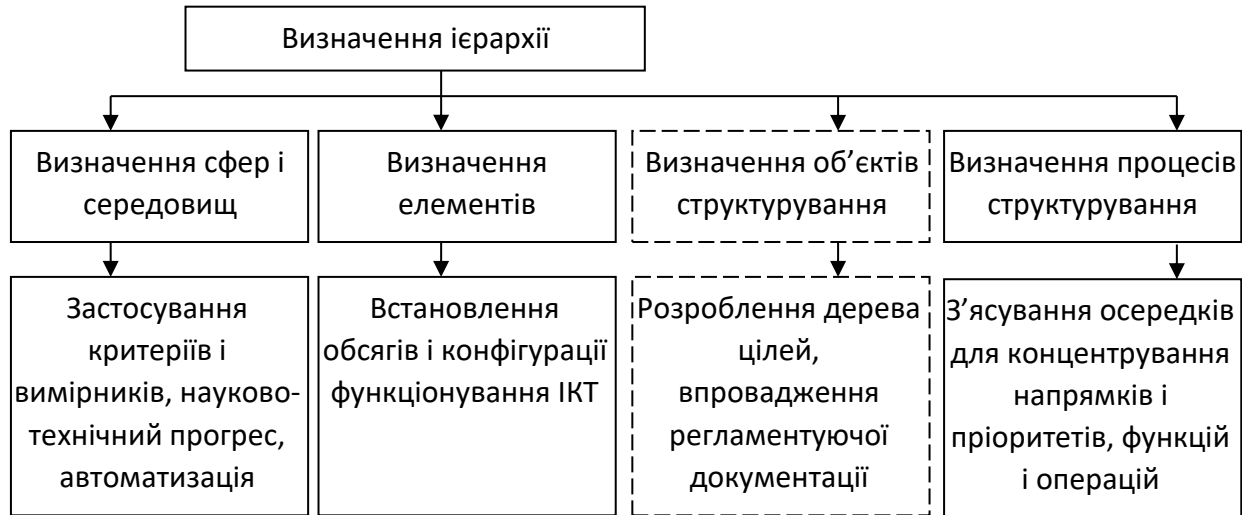 Визначення ієрархії
Визначення сфер і
середовищ
Визначення
елементів
Визначення об’єктів
структурування
Визначення процесів
структурування
Застосування
критеріїв і
вимірників, науково-
технічний прогрес,
автоматизація
Встановлення
обсягів і конфігурації
функціонування ІКТ
Розроблення дерева
цілей,
впровадження
регламентуючої
документації
З’ясування осередків
для концентрування
напрямків і
пріоритетів, функцій
і операцій